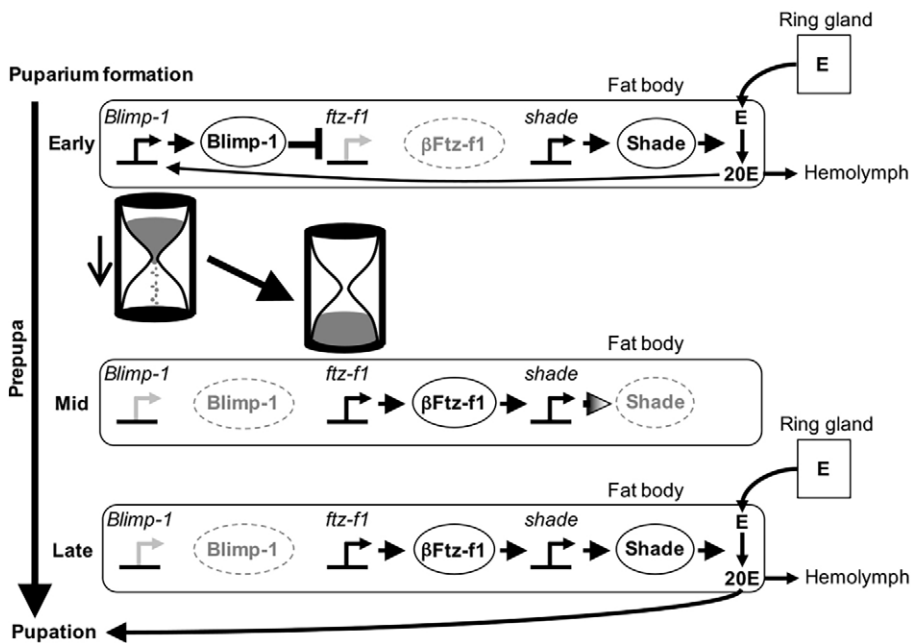 Ring gland
E
Puparium formation
Fat body
Blimp-1 ftz-f1 shade E
Early Blimp-1 βFtz-f1 Shade
20E Hemolymph
Prepupa
Fat body
Blimp-1 ftz-f1 shade
Mid Blimp-1 βFtz-f1 Shade
Ring gland
E
Fat body
Blimp-1 ftz-f1 shade E
Late Blimp-1 βFtz-f1 Shade
20E Hemolymph
Pupation